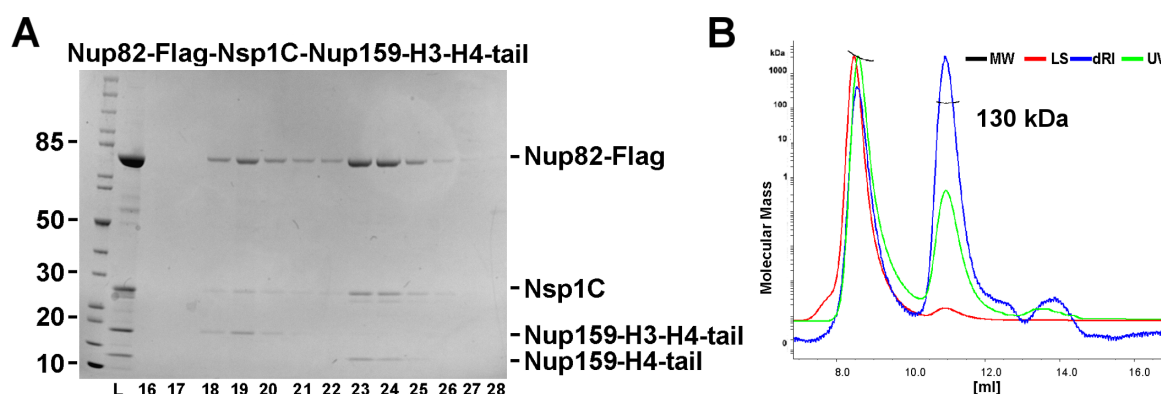 A
Nup82-Flag-Nsp1C-Nup159-H3-H4-tail
85
50
30
20
10
Nup82-Flag
Nsp1C
Nup159-H3-H4-tail
Nup159-H4-tail
L 16 17 18 19 20 21 22 23 24 25 26 27 28
B
MW LS dRI UV
130 kDa
kDa
1000
100
10
1
0
Molecular Mass
8.0 10.0 12.0 14.0 16.0
[ml]